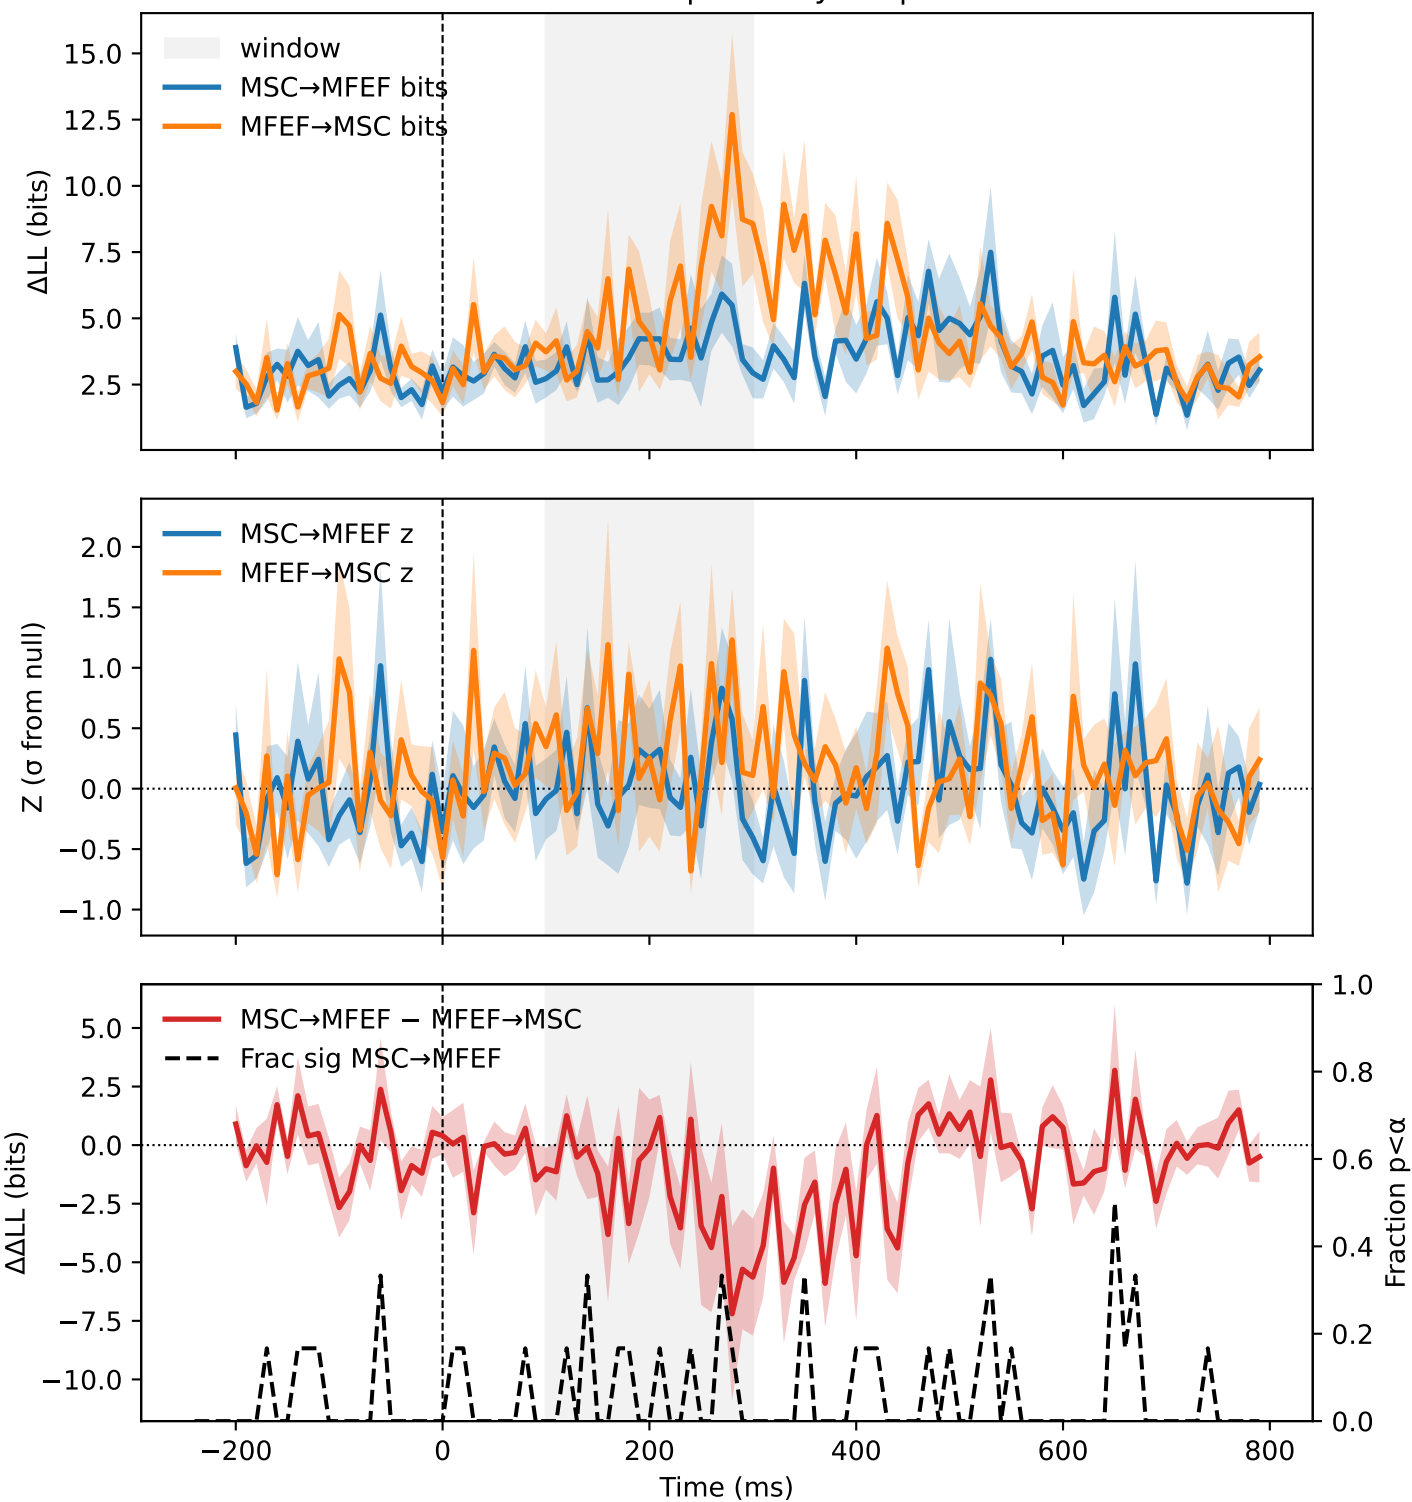 window
MSC→MFEF bits
MFEF→MSC bits
15.0
12.5
10.0
7.5
5.0
2.5
ΔLL (bits)
MSC→MFEF z
MFEF→MSC z
2.0
1.5
1.0
0.5
0.0
−0.5
−1.0
Z (σ from null)
MSC→MFEF − MFEF→MSC
Frac sig MSC→MFEF
5.0
2.5
0.0
−2.5
−5.0
−7.5
−10.0
ΔΔLL (bits)
1.0
0.8
0.6
0.4
0.2
0.0
Fraction p<α
−200 0 200 400 600 800
Time (ms)